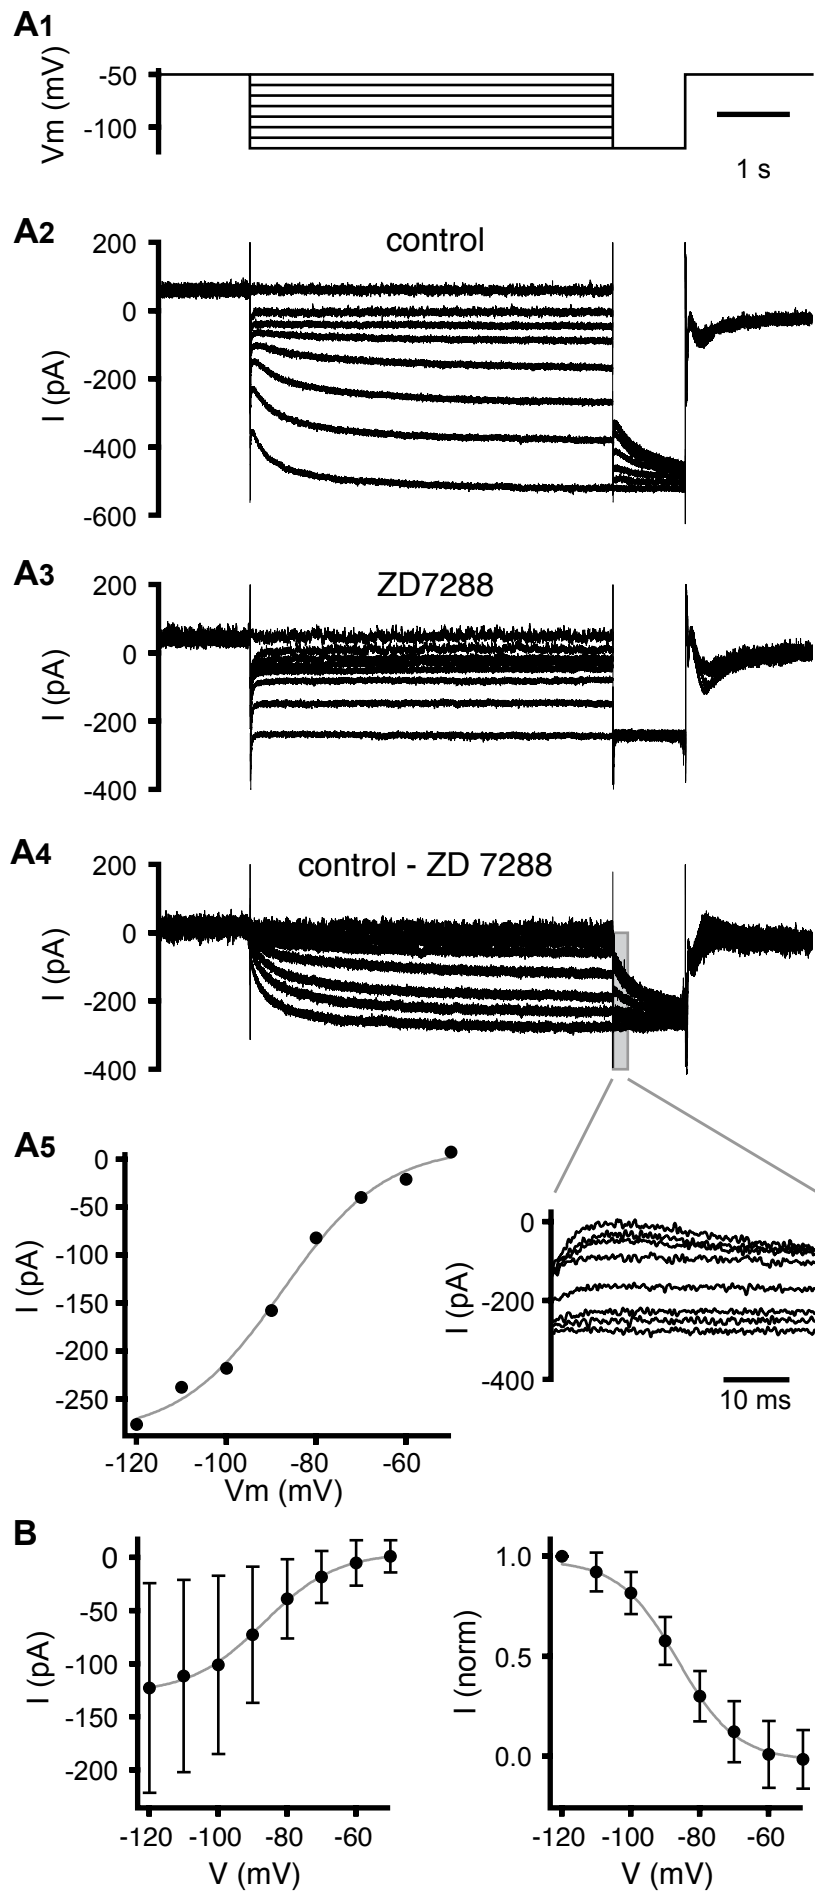 A1
Vm (mV)
-50
-100
1 s
A2
control
I (pA)
200
0
-200
-400
-600
A3
ZD7288
I (pA)
200
0
-200
-400
A4
control - ZD 7288
I (pA)
200
0
-200
-400
A5
I (pA)
0
-50
-100
-150
-200
-250
-120 -100 -80 -60
Vm (mV)
I (pA)
0
-200
-400
10 ms
B
I (pA)
0
-50
-100
-150
-200
-120 -100 -80 -60
V (mV)
I (norm)
1.0
0.5
0.0
-120 -100 -80 -60
V (mV)